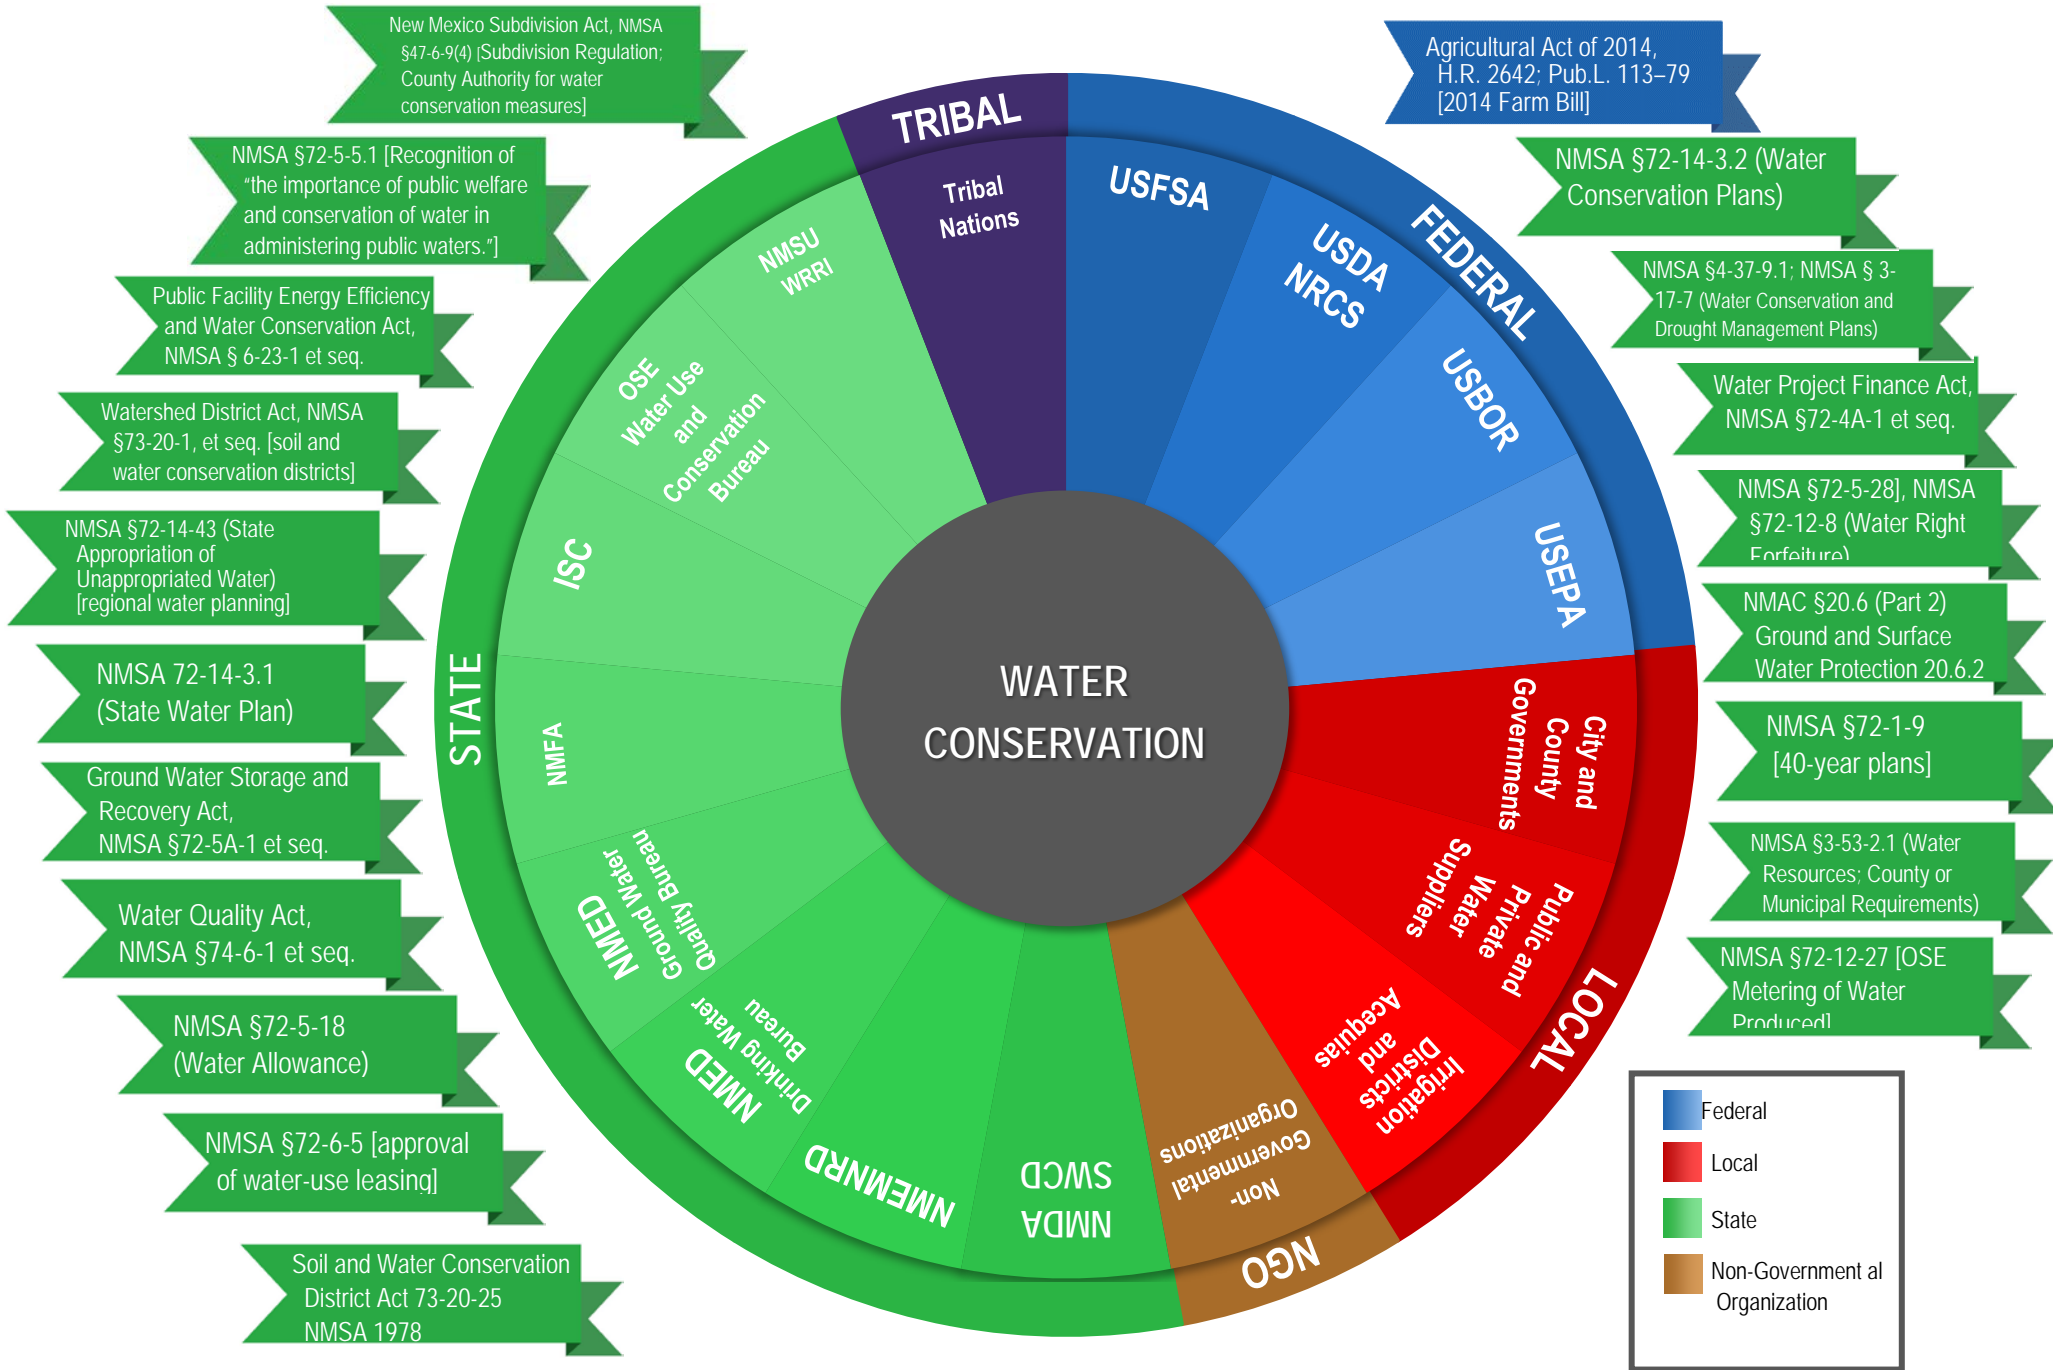 New Mexico Subdivision Act, NMSA
§47-6-9(4) [Subdivision Regulation;
County Authority for water
conservation measures]
NMSA §72-5-5.1 [Recognition of
“the importance of public welfare
and conservation of water in
administering public waters.”]
Public Facility Energy Efficiency
and Water Conservation Act,
NMSA § 6-23-1 et seq.
Watershed District Act, NMSA
§73-20-1, et seq. [soil and
water conservation districts]
NMSA §72-14-43 (State
Appropriation of
Unappropriated Water)
[regional water planning]
NMSA 72-14-3.1
(State Water Plan)
Ground Water Storage and
Recovery Act,
NMSA §72-5A-1 et seq.
Water Quality Act,
NMSA §74-6-1 et seq.
NMSA §72-5-18
(Water Allowance)
NMSA §72-6-5 [approval
of water-use leasing]
Soil and Water Conservation
District Act 73-20-25
NMSA 1978
TRIBAL
Tribal
Nations
FEDERAL
USFSA
USDA
NRCS
USBOR
USEPA
LOCAL
City and
County
Governments
Public and
Private
Water
Suppliers
Irrigation
Districts
and
Acequias
NGO
Non-
Governmental
Organizations
STATE
NMDA
SWCD
NMEMNRD
NMED
Drinking Water
Bureau
NMED
Ground Water
Quality Bureau
NMFA
ISC
OSE
Water Use
and
Conservation
Bureau
NMSU
WRRI
WATER
CONSERVATION
Agricultural Act of 2014,
H.R. 2642; Pub.L. 113–79
[2014 Farm Bill]
NMSA §72-14-3.2 (Water
Conservation Plans)
NMSA §4-37-9.1; NMSA § 3-
17-7 (Water Conservation and
Drought Management Plans)
Water Project Finance Act,
NMSA §72-4A-1 et seq.
NMSA §72-5-28], NMSA
§72-12-8 (Water Right
Forfeiture)
NMAC §20.6 (Part 2)
Ground and Surface
Water Protection 20.6.2
NMSA §72-1-9
[40-year plans]
NMSA §3-53-2.1 (Water
Resources; County or
Municipal Requirements)
NMSA §72-12-27 [OSE
Metering of Water
Produced]
Federal
Local
State
Non-Government al
Organization